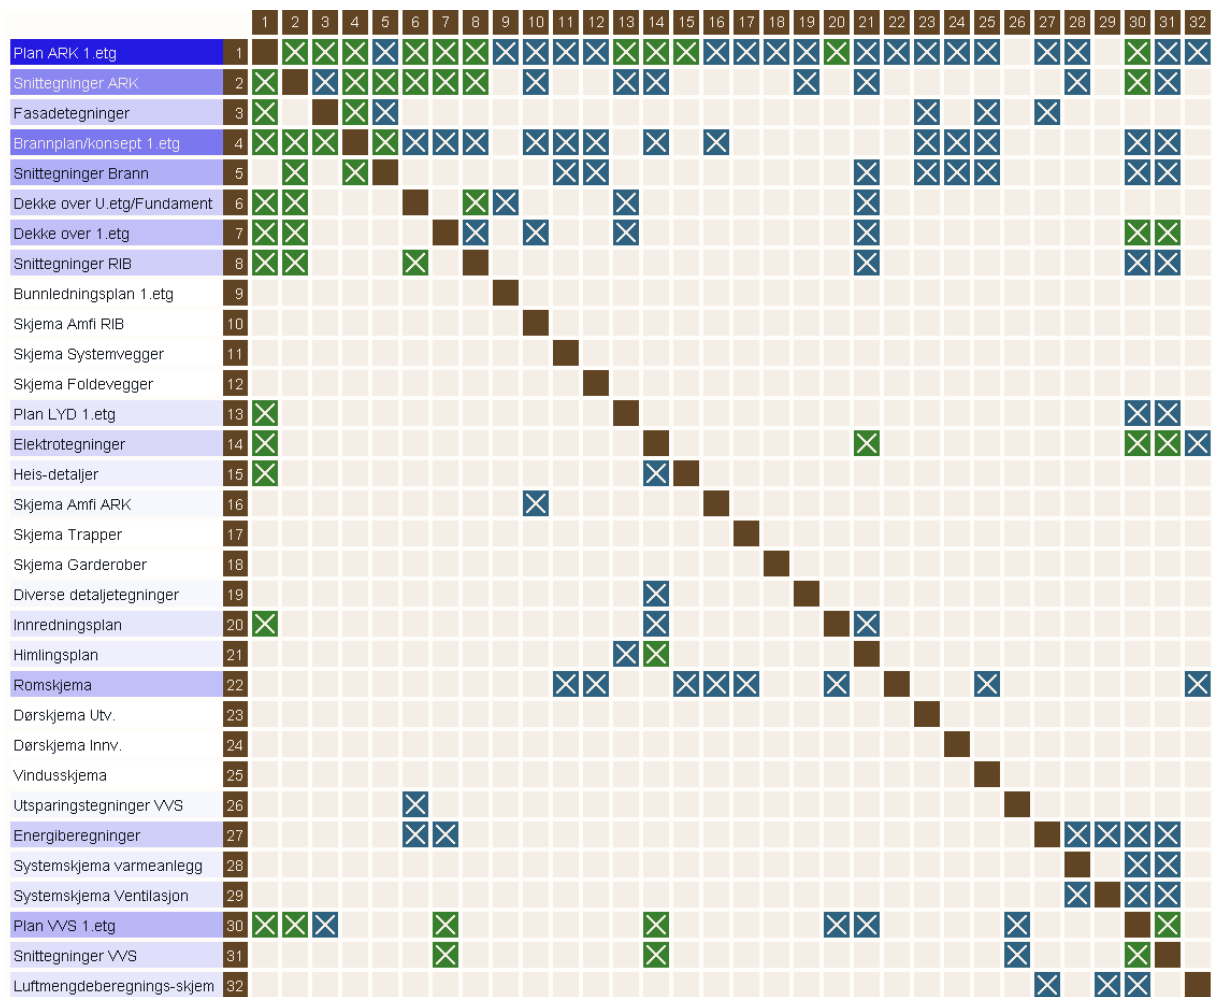 1 2 3 4 5 6 7 8 9 10 11 12 13 14 15 16 17 18 19 20 21 22 23 24 25 26 27 28 29 30 31 32
Plan ARK 1.etg 1
Snittegninger ARK 2
Fasadetegninger 3
Brannplan/konsept 1.etg 4
Snittegninger Brann 5
Dekke over U.etg/Fundament 6
Dekke over 1.etg 7
Snittegninger RIB 8
Bunnledningsplan 1.etg 9
Skjema Amfi RIB 10
Skjema Systemvegger 11
Skjema Foldevegger 12
Plan LYD 1.etg 13
Elektrotegninger 14
Heis-detaljer 15
Skjema Amfi ARK 16
Skjema Trapper 17
Skjema Garderober 18
Diverse detaljetegninger 19
Innredningsplan 20
Himlingsplan 21
Romskjema 22
Dørskjema Utv. 23
Dørskjema Innv. 24
Vindusskjema 25
Utsparingstegninger VVS 26
Energiberegninger 27
Systemskjema varmeanlegg 28
Systemskjema Ventilasjon 29
Plan VVS 1.etg 30
Snittegninger VVS 31
Luftmengdeberegnings-skjem 32